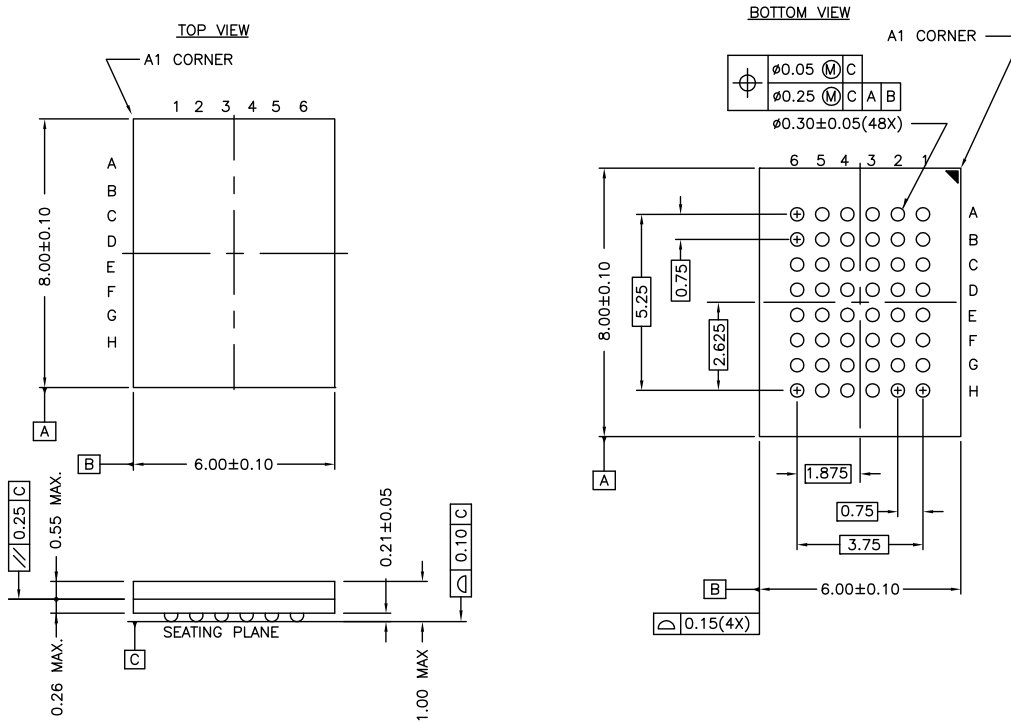 TOP VIEW
A1 CORNER
1 2 3 4 5 6
A
B
C
D
E
F
G
H
8.00±0.10
A
B
6.00±0.10
// 0.25 C
0.55 MAX.
0.21±0.05
0.10 C
SEATING PLANE
C
0.26 MAX.
1.00 MAX
BOTTOM VIEW
A1 CORNER
⌖ ø0.05 Ⓜ C
ø0.25 Ⓜ C A B
ø0.30±0.05(48X)
6 5 4 3 2 1
A
B
C
D
E
F
G
H
8.00±0.10
5.25
0.75
2.625
A
1.875
0.75
3.75
B
6.00±0.10
0.15(4X)